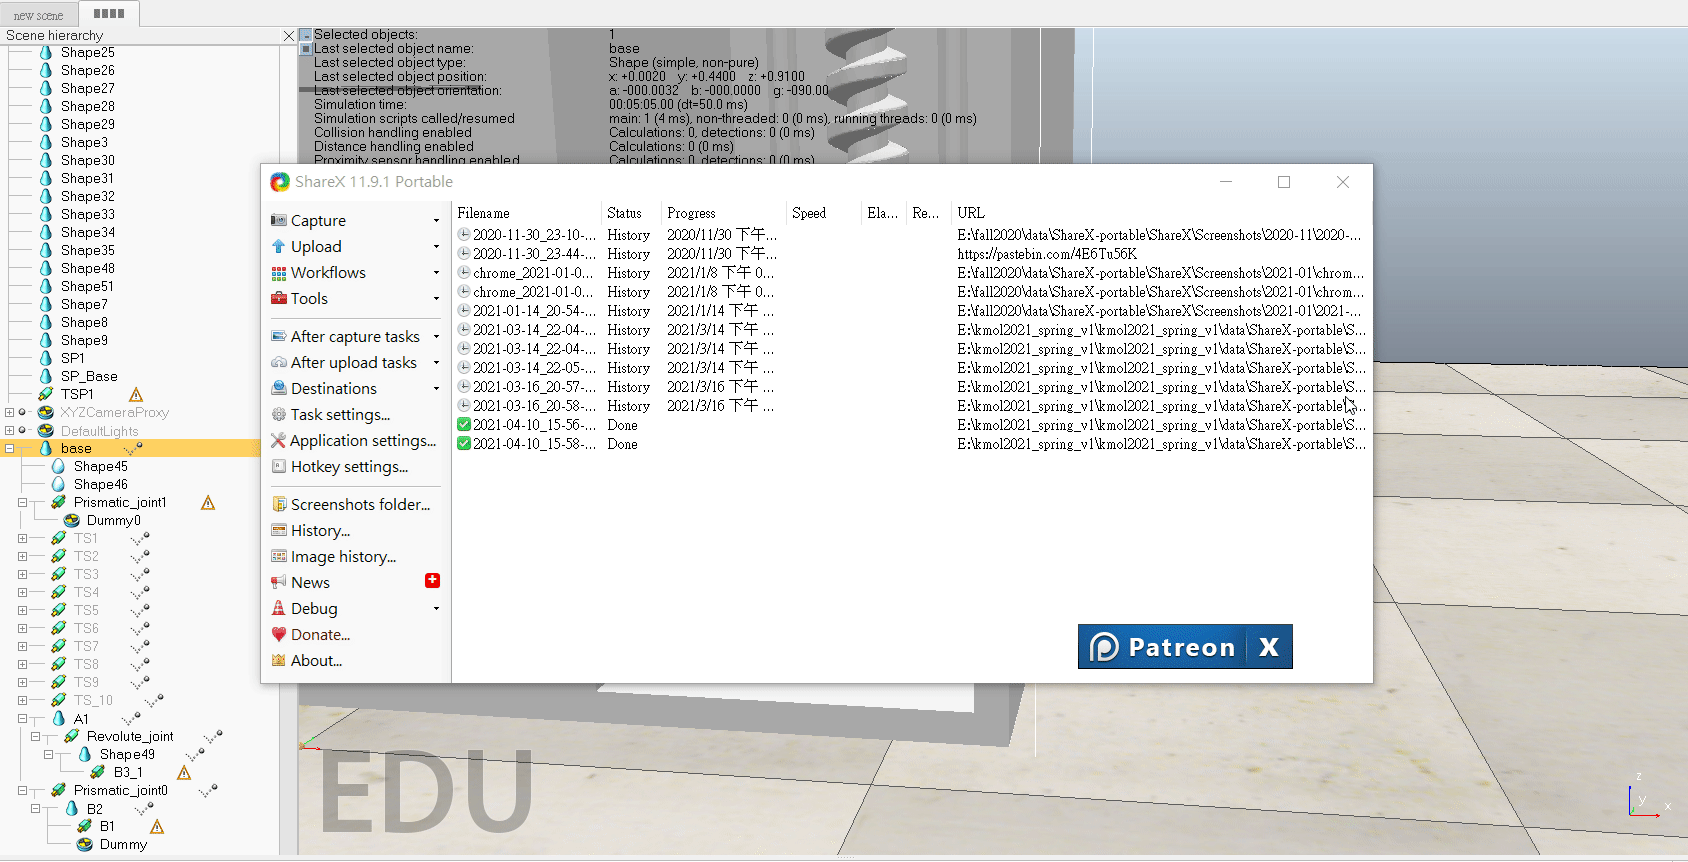 new scene
Scene hierarchy
Shape25
Shape26
Shape27
Shape28
Shape29
Shape3
Shape30
Shape31
Shape32
Shape33
Shape34
Shape35
Shape48
Shape51
Shape7
Shape8
Shape9
SP1
SP_Base
TSP1
XYZCameraProxy
DefaultLights
base
Shape45
Shape46
Prismatic_joint1
Dummy0
TS1
TS2
TS3
TS4
TS5
TS6
TS7
TS8
TS9
TS_10
A1
Revolute_joint
Shape49
B3_1
Prismatic_joint0
B2
B1
Dummy
Selected objects: 1
Last selected object name: base
Last selected object type: Shape (simple, non-pure)
Last selected object position: x: +0.0020 y: +0.4400 z: +0.9100
Last selected object orientation: a: -000.0032 b: -000.0000 g: -090.00
Simulation time: 00:05:05.00 (dt=50.0 ms)
Simulation scripts called/resumed main: 1 (4 ms), non-threaded: 0 (0 ms), running threads: 0 (0 ms)
Collision handling enabled Calculations: 0, detections: 0 (0 ms)
Distance handling enabled Calculations: 0 (0 ms)
Proximity sensor handling enabled Calculations: 0, detections: 0 (0 ms)
ShareX 11.9.1 Portable
Capture
Upload
Workflows
Tools
After capture tasks
After upload tasks
Destinations
Task settings...
Application settings...
Hotkey settings...
Screenshots folder...
History...
Image history...
News
Debug
Donate...
About...
Filename Status Progress Speed Ela... Re... URL
2020-11-30_23-10-... History 2020/11/30 下午... E:\fall2020\data\ShareX-portable\ShareX\Screenshots\2020-11\2020-...
2020-11-30_23-44-... History 2020/11/30 下午... https://pastebin.com/4E6Tu56K
chrome_2021-01-0... History 2021/1/8 下午 0... E:\fall2020\data\ShareX-portable\ShareX\Screenshots\2021-01\chrom...
chrome_2021-01-0... History 2021/1/8 下午 0... E:\fall2020\data\ShareX-portable\ShareX\Screenshots\2021-01\chrom...
2021-01-14_20-54-... History 2021/1/14 下午 ... E:\fall2020\data\ShareX-portable\ShareX\Screenshots\2021-01\2021-...
2021-03-14_22-04-... History 2021/3/14 下午 ... E:\kmol2021_spring_v1\kmol2021_spring_v1\data\ShareX-portable\S...
2021-03-14_22-04-... History 2021/3/14 下午 ... E:\kmol2021_spring_v1\kmol2021_spring_v1\data\ShareX-portable\S...
2021-03-14_22-05-... History 2021/3/14 下午 ... E:\kmol2021_spring_v1\kmol2021_spring_v1\data\ShareX-portable\S...
2021-03-16_20-57-... History 2021/3/16 下午 ... E:\kmol2021_spring_v1\kmol2021_spring_v1\data\ShareX-portable\S...
2021-03-16_20-58-... History 2021/3/16 下午 ... E:\kmol2021_spring_v1\kmol2021_spring_v1\data\ShareX-portable\S...
2021-04-10_15-56-... Done E:\kmol2021_spring_v1\kmol2021_spring_v1\data\ShareX-portable\S...
2021-04-10_15-58-... Done E:\kmol2021_spring_v1\kmol2021_spring_v1\data\ShareX-portable\S...
Patreon X
EDU
z
y
x